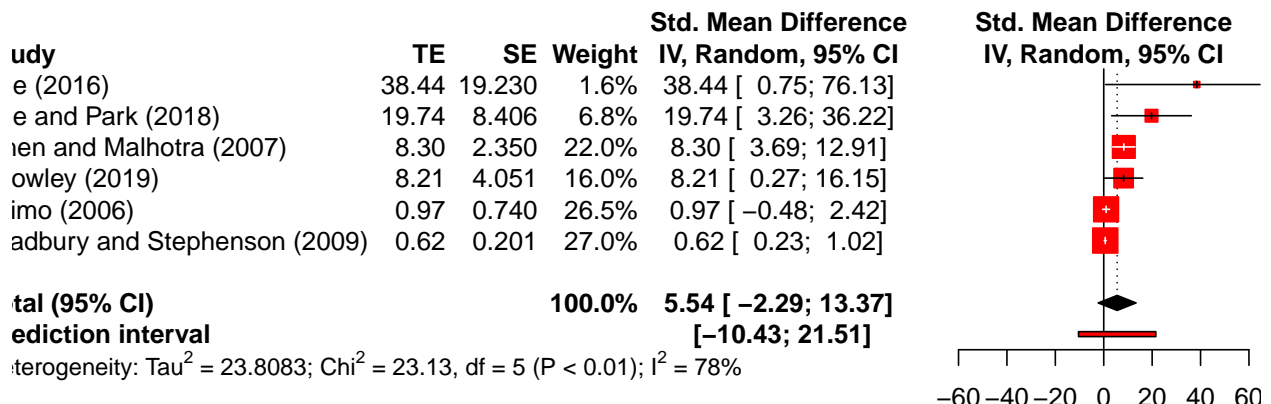 Std. Mean Difference Std. Mean Difference
udy TE SE Weight IV, Random, 95% CI IV, Random, 95% CI
e (2016) 38.44 19.230 1.6% 38.44 [ 0.75; 76.13]
e and Park (2018) 19.74 8.406 6.8% 19.74 [ 3.26; 36.22]
hen and Malhotra (2007) 8.30 2.350 22.0% 8.30 [ 3.69; 12.91]
owley (2019) 8.21 4.051 16.0% 8.21 [ 0.27; 16.15]
imo (2006) 0.97 0.740 26.5% 0.97 [ −0.48; 2.42]
adbury and Stephenson (2009) 0.62 0.201 27.0% 0.62 [ 0.23; 1.02]
tal (95% CI) 100.0% 5.54 [ −2.29; 13.37]
ediction interval [−10.43; 21.51]
terogeneity: Tau² = 23.8083; Chi² = 23.13, df = 5 (P < 0.01); I² = 78%
−60 −40 −20 0 20 40 60